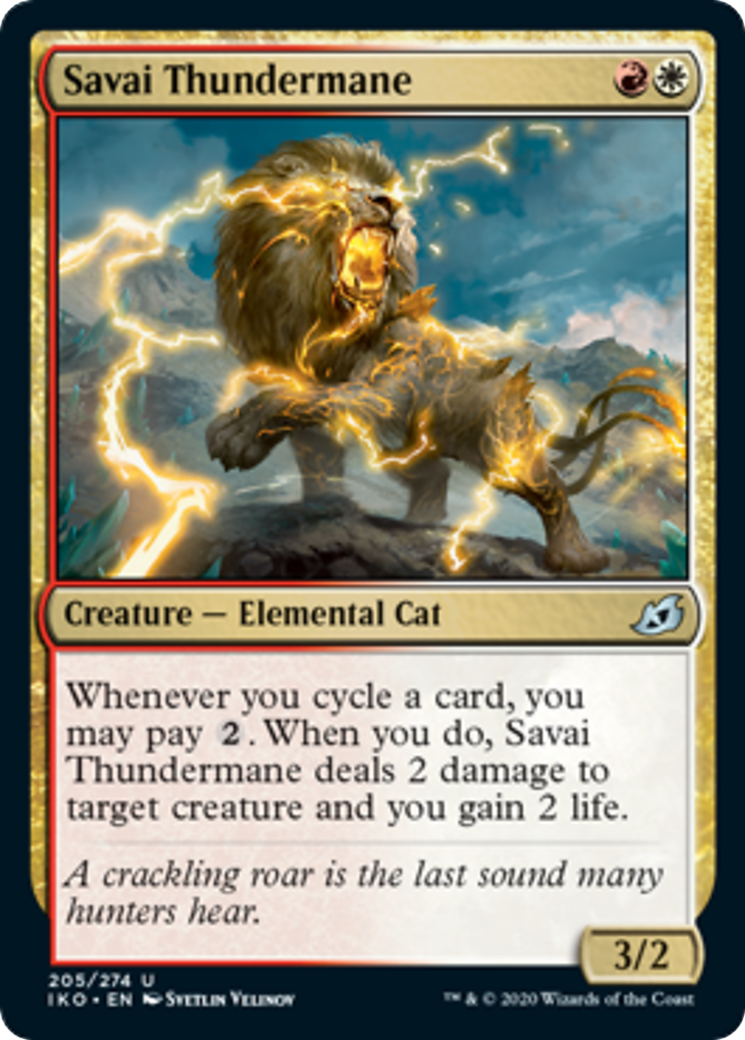 Savai Thundermane
Creature — Elemental Cat
Whenever you cycle a card, you
may pay 2. When you do, Savai
Thundermane deals 2 damage to
target creature and you gain 2 life.
A crackling roar is the last sound many
hunters hear.
3/2
205/274 U
IKO • EN Svetlin Velinov
™ & © 2020 Wizards of the Coast